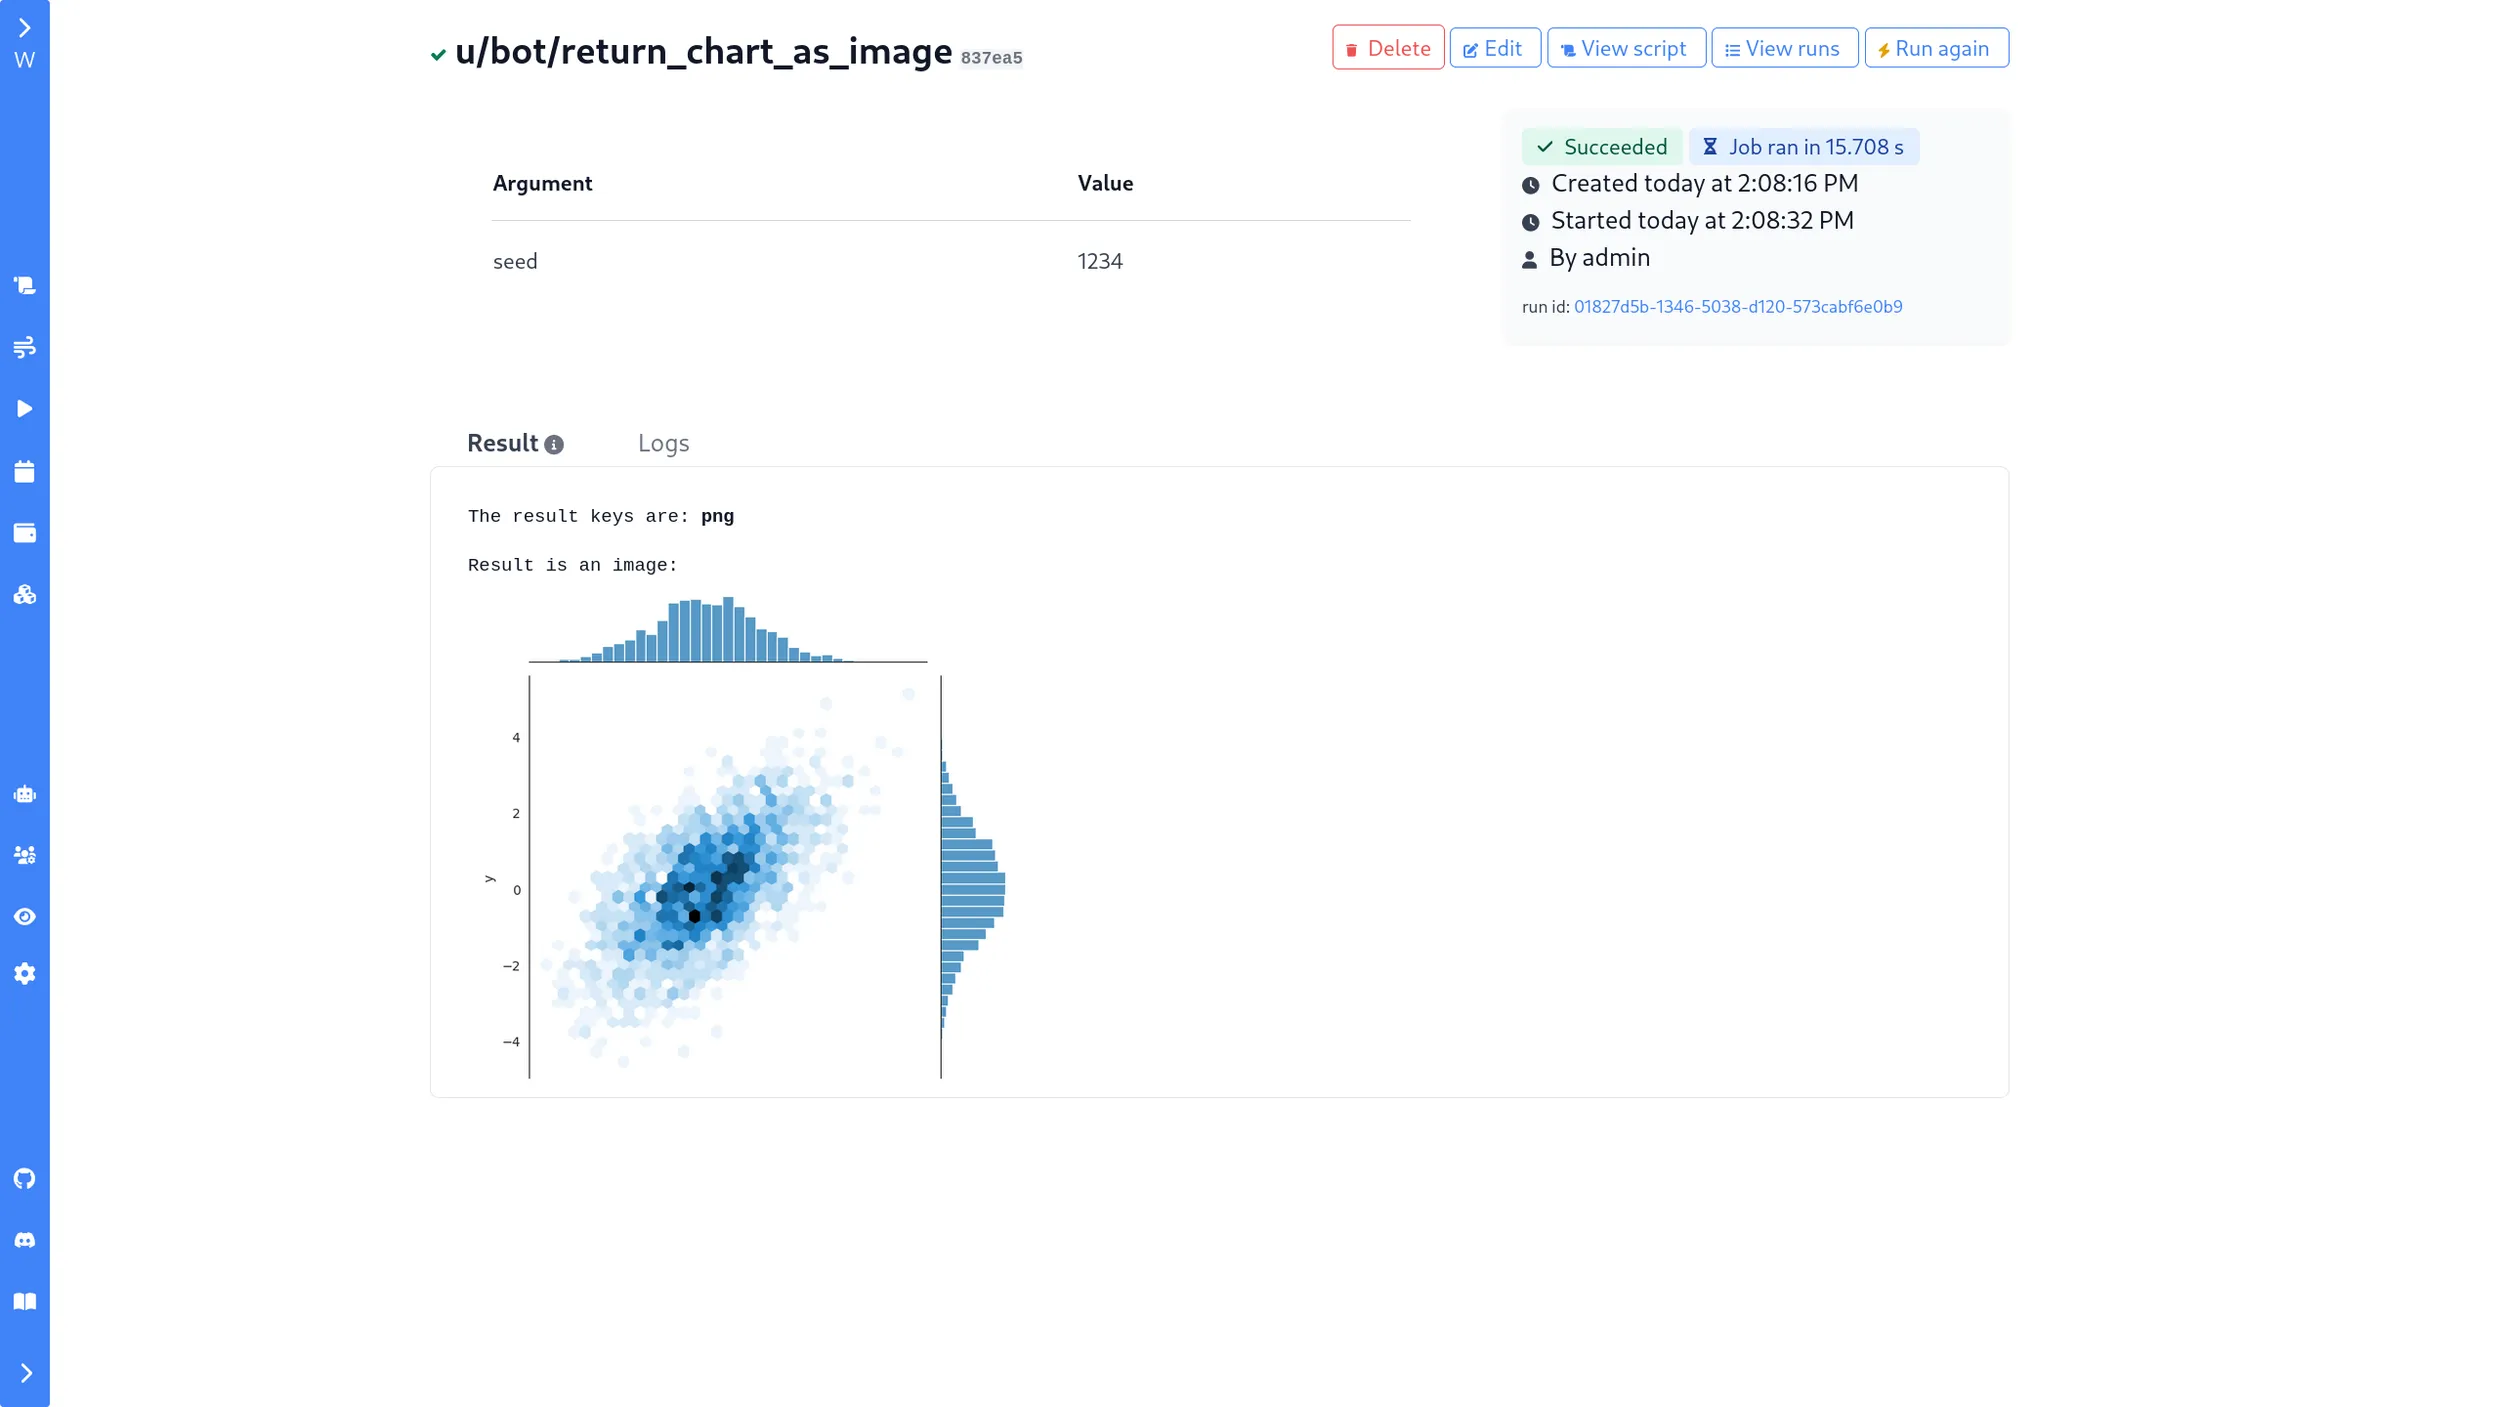 W
u/bot/return_chart_as_image 837ea5
Delete Edit View script View runs Run again
Succeeded Job ran in 15.708 s
Created today at 2:08:16 PM
Started today at 2:08:32 PM
By admin
run id: 01827d5b-1346-5038-d120-573cabf6e0b9
Argument Value
seed 1234
Result Logs
The result keys are: png
Result is an image:
4
2
y
0
−2
−4